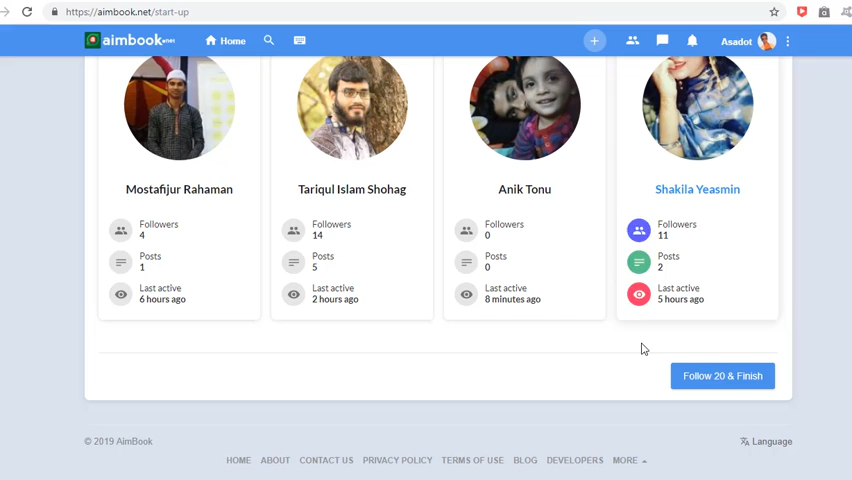 https://aimbook.net/start-up
aimbook.net Home Asadot
Mostafijur Rahaman
Followers
4
Posts
1
Last active
6 hours ago
Tariqul Islam Shohag
Followers
14
Posts
5
Last active
2 hours ago
Anik Tonu
Followers
0
Posts
0
Last active
8 minutes ago
Shakila Yeasmin
Followers
11
Posts
2
Last active
5 hours ago
Follow 20 & Finish
© 2019 AimBook Language
HOME ABOUT CONTACT US PRIVACY POLICY TERMS OF USE BLOG DEVELOPERS MORE